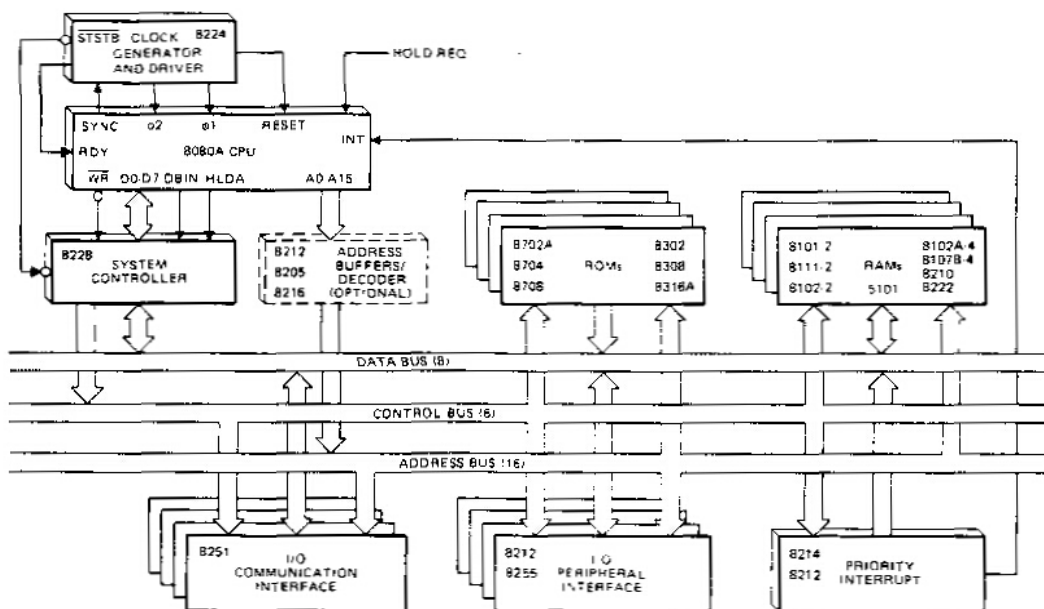 STSTB CLOCK 8224
GENERATOR
AND DRIVER
HOLD REQ
SYNC φ2 φ1 RESET
INT
RDY 8080A CPU
WR D0-D7 DBIN HLDA A0 A15
8228
SYSTEM
CONTROLLER
8212 ADDRESS
8205 BUFFERS/
DECODER
8216 (OPTIONAL)
8702A 8302
8704 ROMs 8308
8708 8316A
8101-2 8102A-4
8111-2 RAMs 8107B-4
8210
8102-2 5101 8222
DATA BUS (8)
CONTROL BUS (6)
ADDRESS BUS (16)
8251 I/O
COMMUNICATION
INTERFACE
8212 I/O
8255 PERIPHERAL
INTERFACE
8214 PRIORITY
8212 INTERRUPT